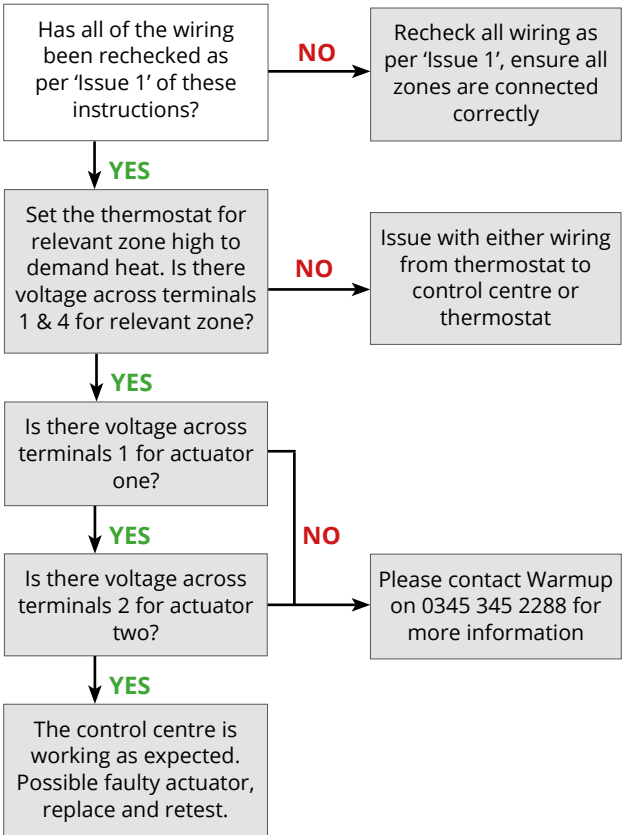 Has all of the wiring
been rechecked as
per ‘Issue 1’ of these
instructions?
NO
Recheck all wiring as
per ‘Issue 1’, ensure all
zones are connected
correctly
YES
Set the thermostat for
relevant zone high to
demand heat. Is there
voltage across terminals
1 & 4 for relevant zone?
NO
Issue with either wiring
from thermostat to
control centre or
thermostat
YES
Is there voltage across
terminals 1 for actuator
one?
YES
NO
Is there voltage across
terminals 2 for actuator
two?
Please contact Warmup
on 0345 345 2288 for
more information
YES
The control centre is
working as expected.
Possible faulty actuator,
replace and retest.